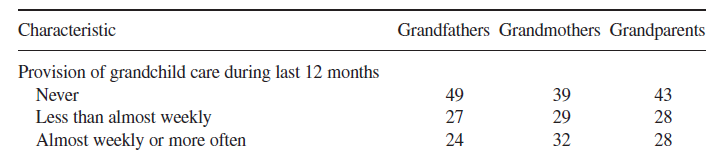 Characteristic Grandfathers Grandmothers Grandparents
Provision of grandchild care during last 12 months
Never 49 39 43
Less than almost weekly 27 29 28
Almost weekly or more often 24 32 28